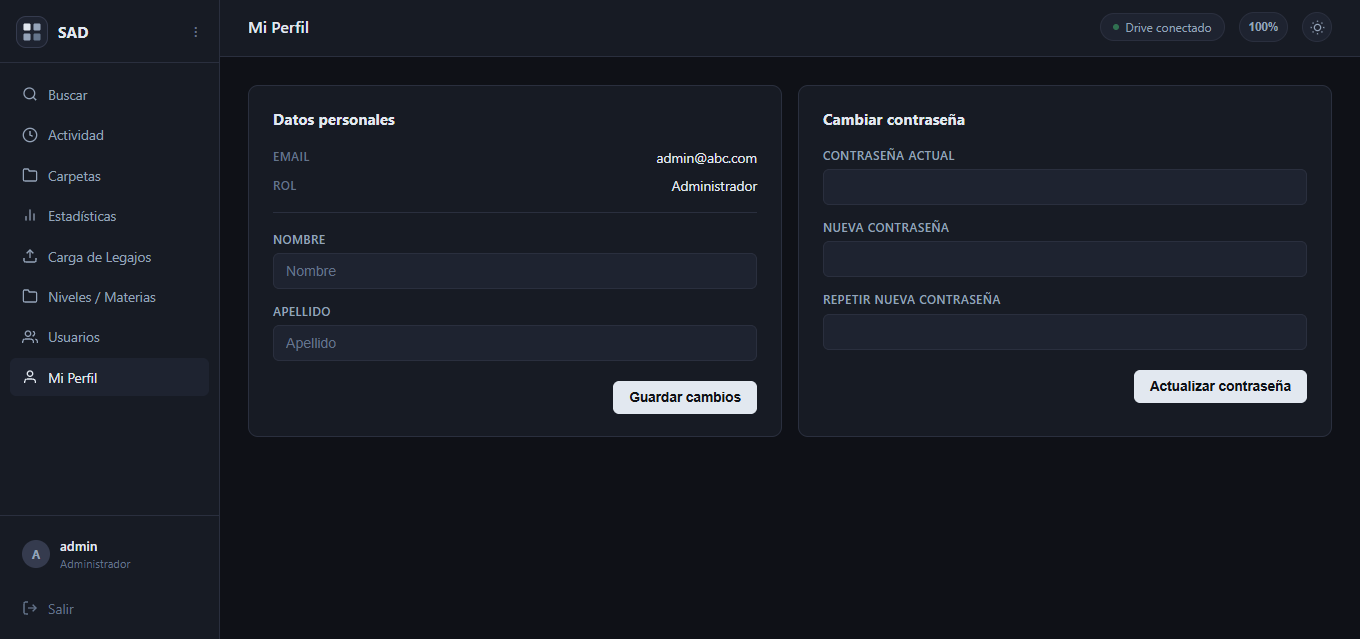 SAD
Buscar
Actividad
Carpetas
Estadísticas
Carga de Legajos
Niveles / Materias
Usuarios
Mi Perfil
A
admin
Administrador
Salir
Mi Perfil
Drive conectado
100%
Datos personales
EMAIL admin@abc.com
ROL Administrador
NOMBRE
Nombre
APELLIDO
Apellido
Guardar cambios
Cambiar contraseña
CONTRASEÑA ACTUAL
NUEVA CONTRASEÑA
REPETIR NUEVA CONTRASEÑA
Actualizar contraseña